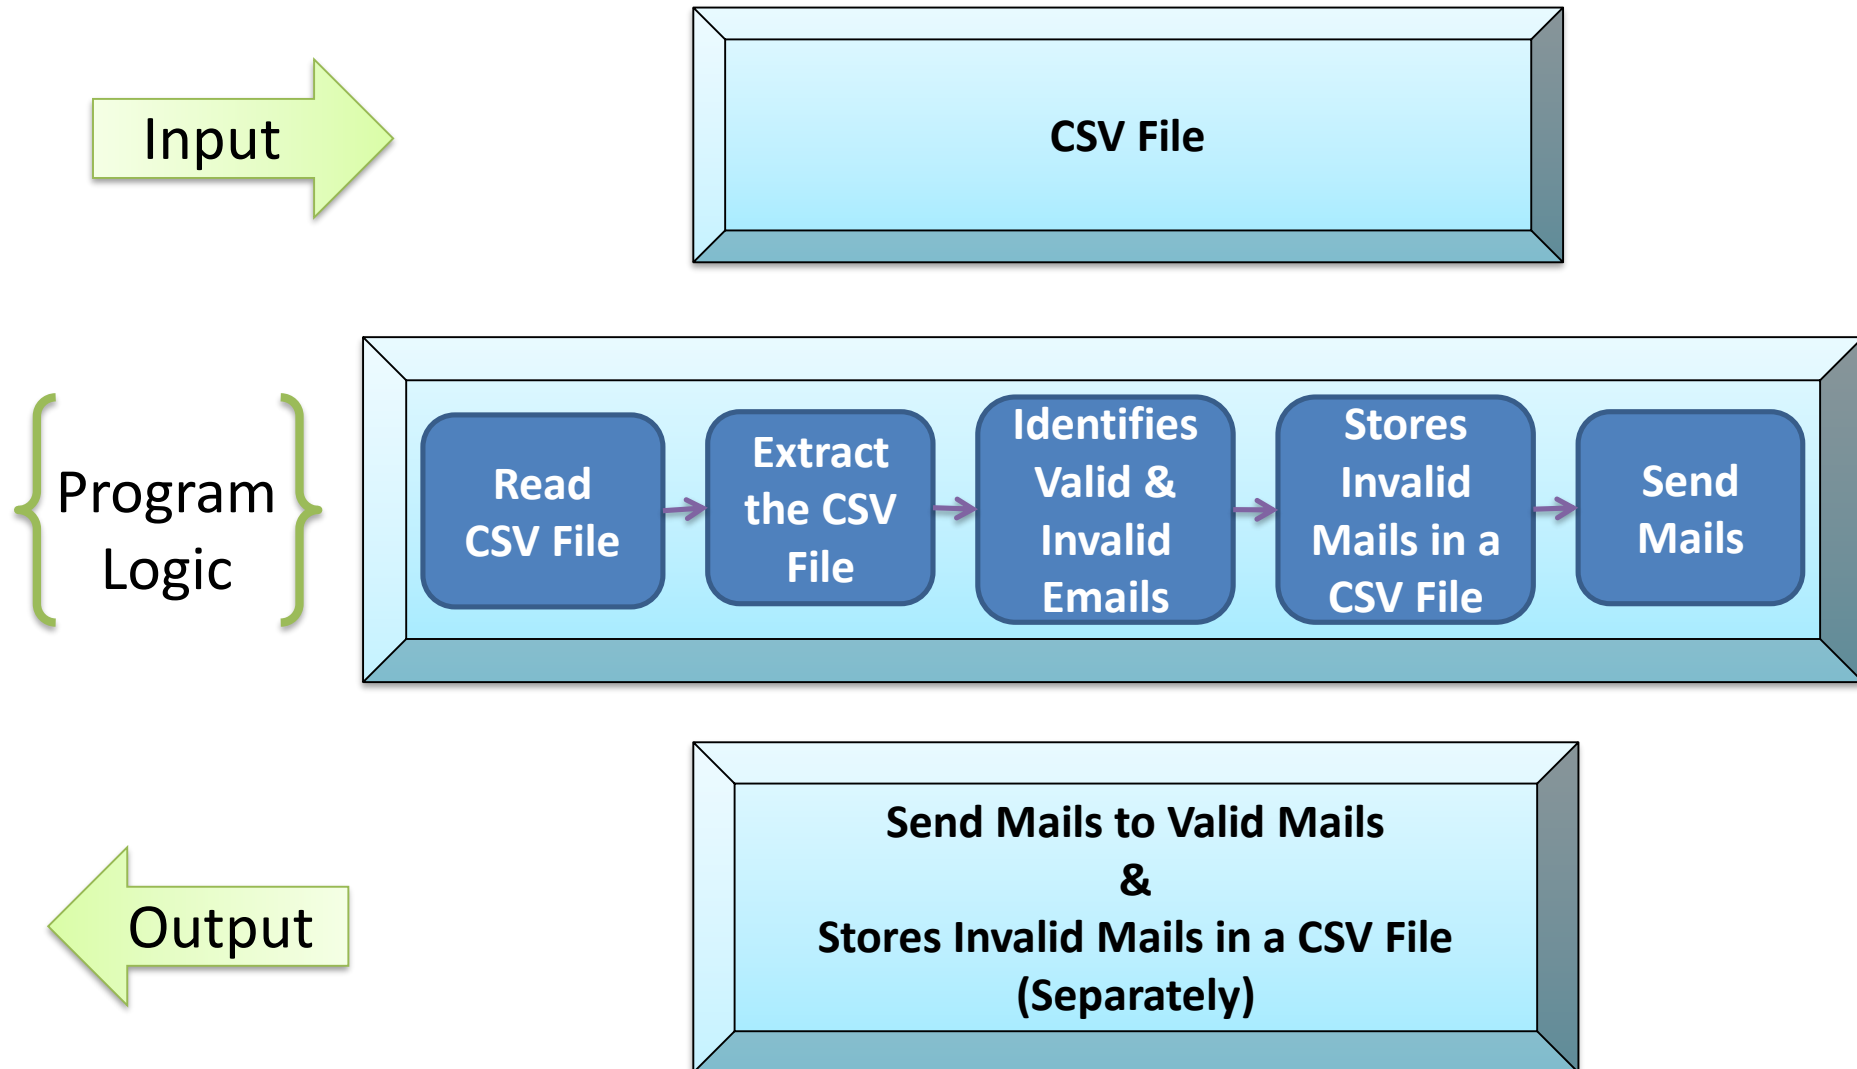 Input
CSV File
Program
Logic
Read
CSV File
Extract
the CSV
File
Identifies
Valid &
Invalid
Emails
Stores
Invalid
Mails in a
CSV File
Send
Mails
Output
Send Mails to Valid Mails
&
Stores Invalid Mails in a CSV File
(Separately)